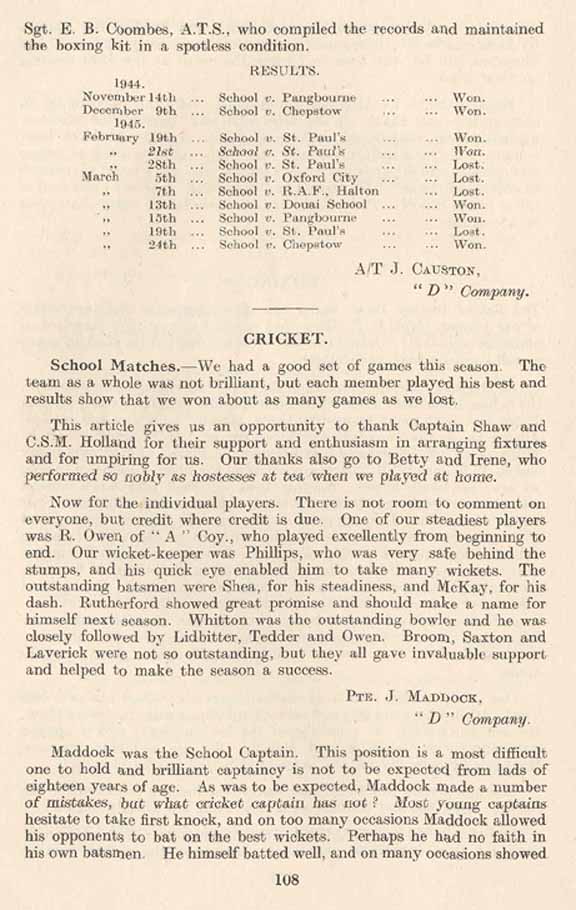 Sgt. E. B. Coombes, A.T.S., who compiled the records and maintained
the boxing kit in a spotless condition.
RESULTS.
1944.
November 14th ... School v. Pangbourne ... ... Won.
December 9th ... School v. Chepstow ... ... Won.
1945.
February 19th ... School v. St. Paul's ... ... Won.
„ 21st ... School v. St. Paul's ... ... Won.
„ 28th ... School v. St. Paul's ... ... Lost.
March 5th ... School v. Oxford City ... ... Lost.
„ 7th ... School v. R.A.F., Halton ... Lost.
„ 13th ... School v. Douai School ... ... Won.
„ 15th ... School v. Pangbourne ... ... Won.
„ 19th ... School v. St. Paul's ... ... Lost.
„ 24th ... School v. Chepstow ... ... Won.
A/T J. CAUSTON,
“ D ” Company.
CRICKET.
School Matches.—We had a good set of games this season. The
team as a whole was not brilliant, but each member played his best and
results show that we won about as many games as we lost.
This article gives us an opportunity to thank Captain Shaw and
C.S.M. Holland for their support and enthusiasm in arranging fixtures
and for umpiring for us. Our thanks also go to Betty and Irene, who
performed so nobly as hostesses at tea when we played at home.
Now for the individual players. There is not room to comment on
everyone, but credit where credit is due. One of our steadiest players
was R. Owen of “ A ” Coy., who played excellently from beginning to
end. Our wicket-keeper was Phillips, who was very safe behind the
stumps, and his quick eye enabled him to take many wickets. The
outstanding batsmen were Shea, for his steadiness, and McKay, for his
dash. Rutherford showed great promise and should make a name for
himself next season. Whitton was the outstanding bowler and he was
closely followed by Lidbitter, Tedder and Owen. Broom, Saxton and
Laverick were not so outstanding, but they all gave invaluable support
and helped to make the season a success.
PTE. J. MADDOCK,
“ D ” Company.
Maddock was the School Captain. This position is a most difficult
one to hold and brilliant captaincy is not to be expected from lads of
eighteen years of age. As was to be expected, Maddock made a number
of mistakes, but what cricket captain has not ? Most young captains
hesitate to take first knock, and on too many occasions Maddock allowed
his opponents to bat on the best wickets. Perhaps he had no faith in
his own batsmen. He himself batted well, and on many occasions showed
108